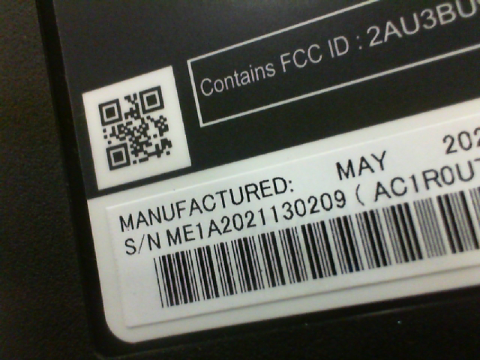 Contains FCC ID : 2AU3BU
MANUFACTURED: MAY 202
S/N ME1A2021130209 ( AC1R0UT